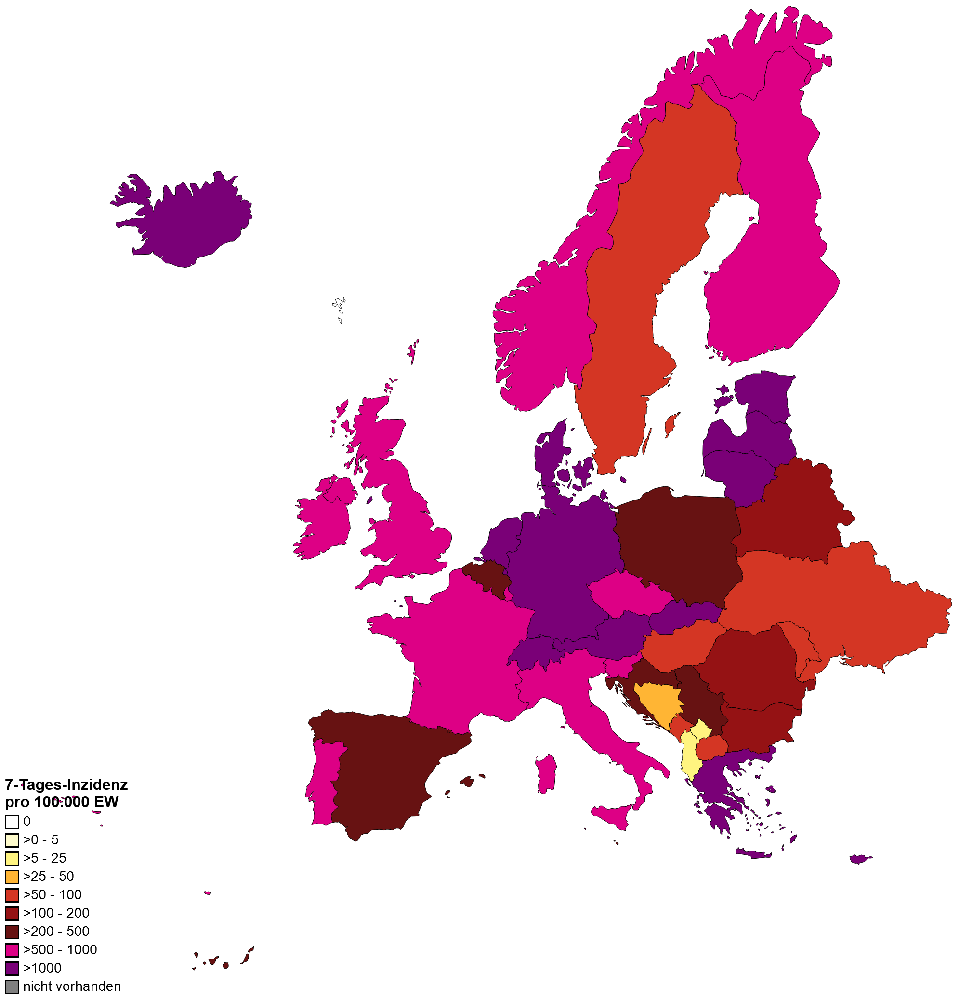 7-Tages-Inzidenz
pro 100.000 EW
0
>0 - 5
>5 - 25
>25 - 50
>50 - 100
>100 - 200
>200 - 500
>500 - 1000
>1000
nicht vorhanden